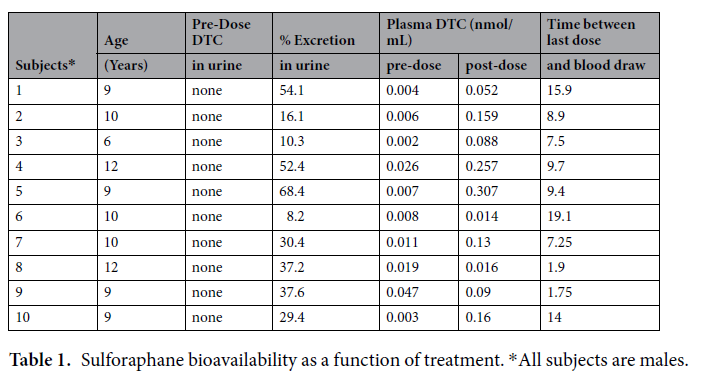 Subjects* Age (Years) Pre-Dose DTC in urine % Excretion in urine Plasma DTC (nmol/mL) pre-dose post-dose Time between last dose and blood draw
1 9 none 54.1 0.004 0.052 15.9
2 10 none 16.1 0.006 0.159 8.9
3 6 none 10.3 0.002 0.088 7.5
4 12 none 52.4 0.026 0.257 9.7
5 9 none 68.4 0.007 0.307 9.4
6 10 none 8.2 0.008 0.014 19.1
7 10 none 30.4 0.011 0.13 7.25
8 12 none 37.2 0.019 0.016 1.9
9 9 none 37.6 0.047 0.09 1.75
10 9 none 29.4 0.003 0.16 14
Table 1. Sulforaphane bioavailability as a function of treatment. *All subjects are males.